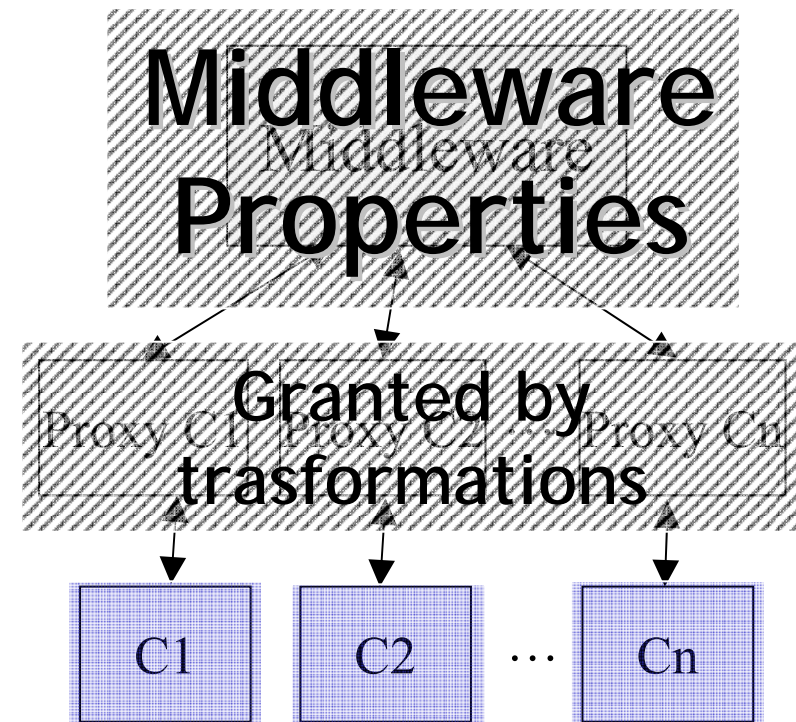 Middleware
Middleware
Properties
Granted by
Proxy C1 Proxy C2 ... Proxy Cn
trasformations
C1 C2 ... Cn